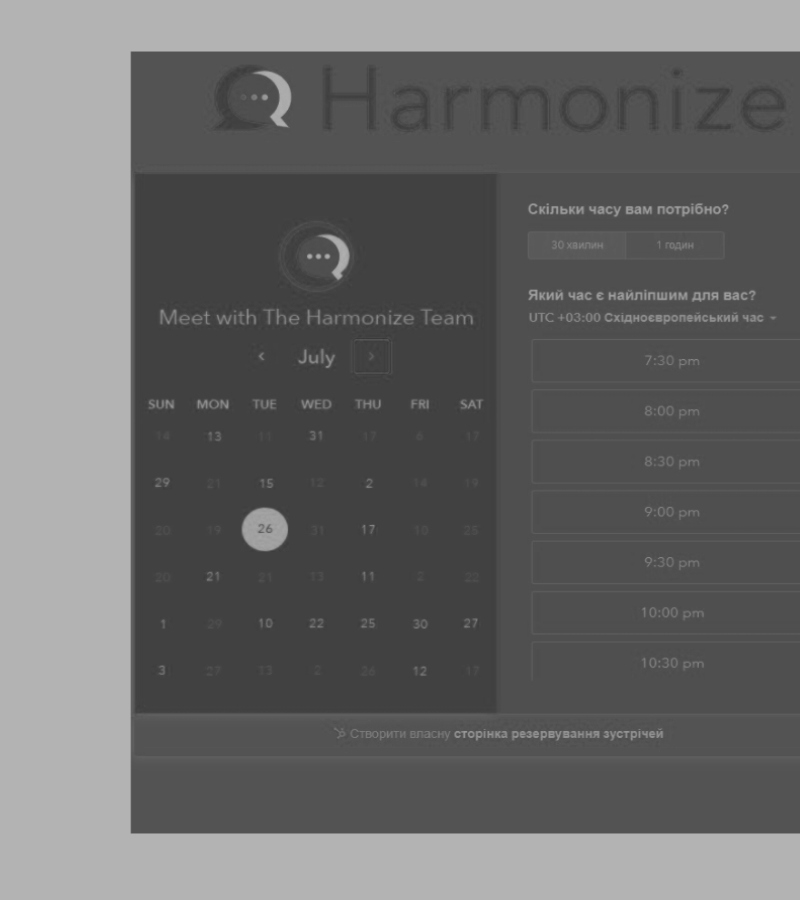 Harmonize
Meet with The Harmonize Team
July
SUN MON TUE WED THU FRI SAT
14 13 11 31 17 6 17
29 21 15 12 2 14 19
20 19 26 31 17 10 25
20 21 21 13 11 2 22
1 29 10 22 25 30 27
3 27 13 2 26 12 17
Скільки часу вам потрібно?
30 хвилин 1 годин
Який час є найліпшим для вас?
UTC +03:00 Східноєвропейський час
7:30 pm
8:00 pm
8:30 pm
9:00 pm
9:30 pm
10:00 pm
10:30 pm
Створити власну сторінка резервування зустрічей